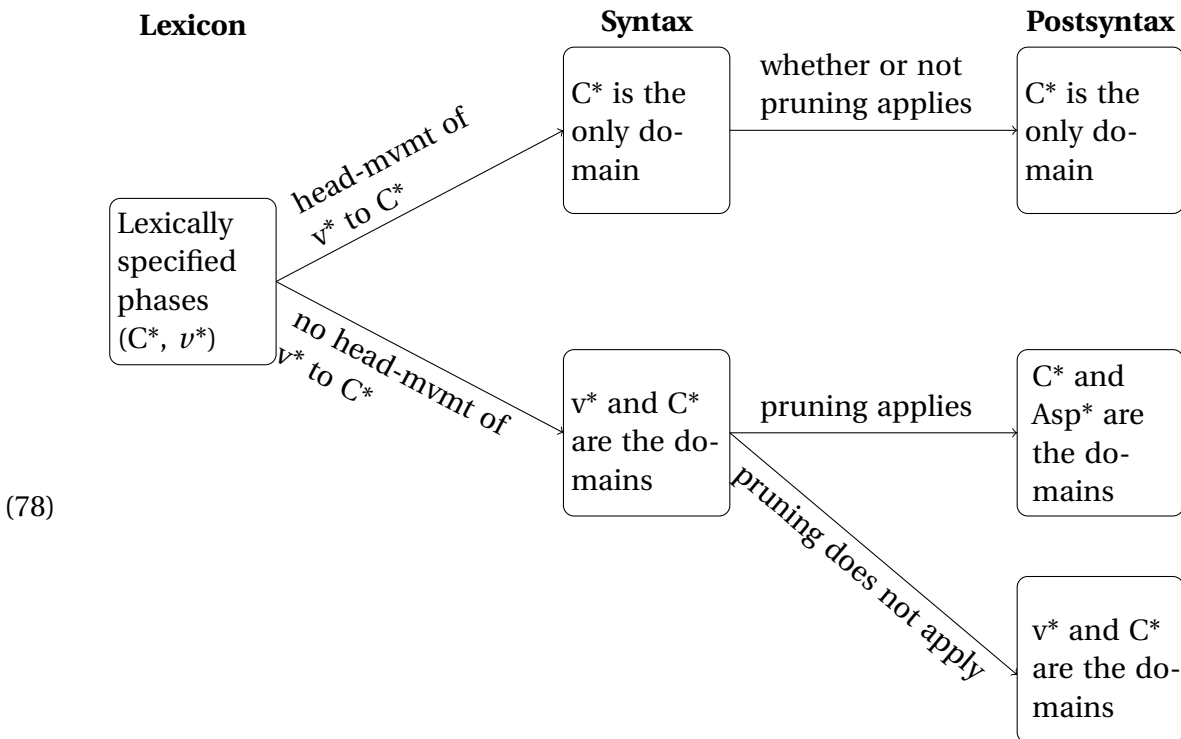 Lexicon
Syntax
Postsyntax
Lexically
specified
phases
(C*, v*)
head-mvmt of
v* to C*
no head-mvmt of
v* to C*
C* is the
only do-
main
whether or not
pruning applies
C* is the
only do-
main
v* and C*
are the do-
mains
pruning applies
C* and
Asp* are
the do-
mains
pruning does not apply
v* and C*
are the do-
mains
(78)